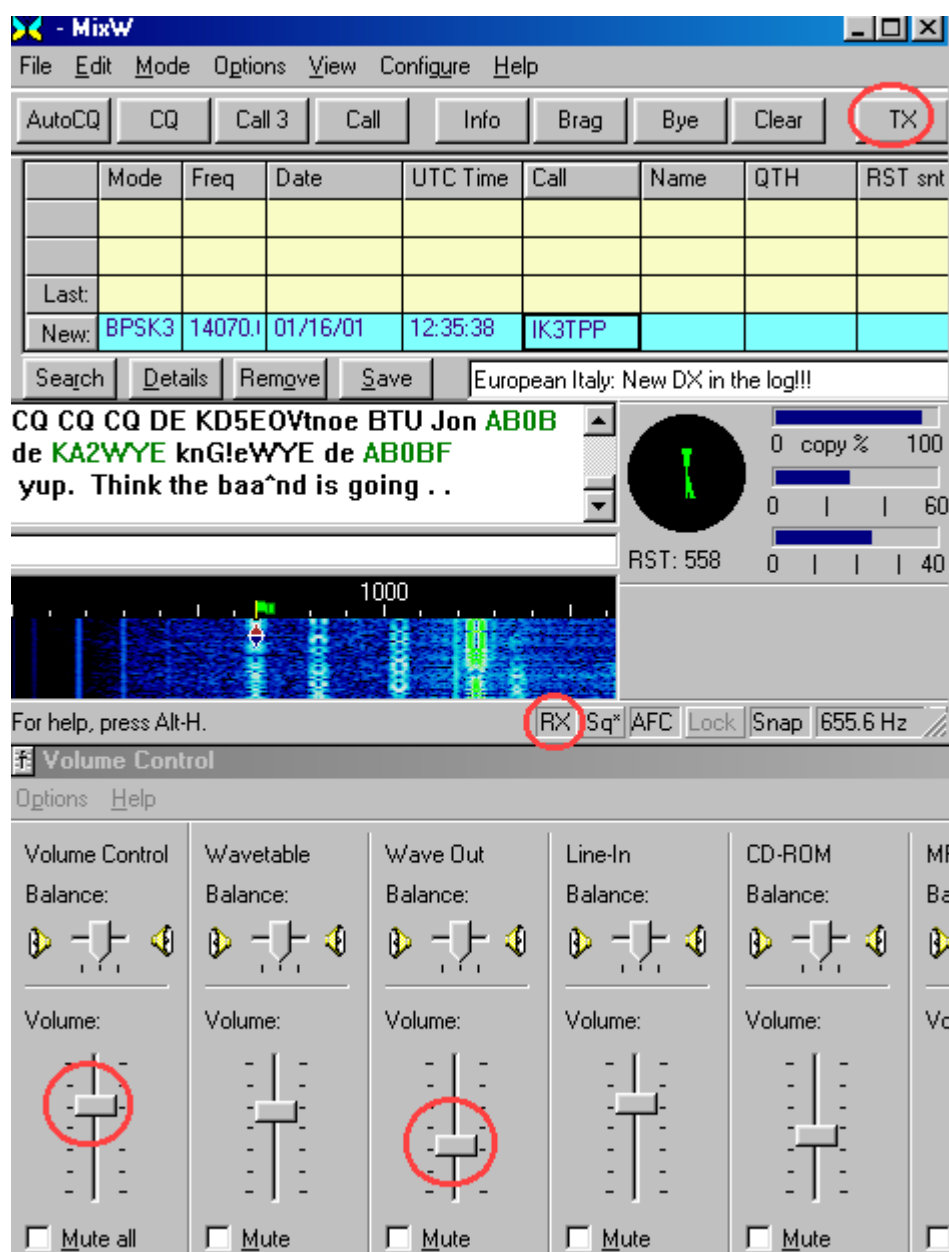 - MixW
File Edit Mode Options View Configure Help
AutoCQ CQ Call 3 Call Info Brag Bye Clear TX
Mode Freq Date UTC Time Call Name QTH RST snt
Last:
New: BPSK3 14070. 01/16/01 12:35:38 IK3TPP
Search Details Remove Save European Italy: New DX in the log!!!
CQ CQ CQ DE KD5EOVtnoe BTU Jon AB0B
de KA2WYE knG!eWYE de AB0BF
yup. Think the baa^nd is going . .
0 copy % 100
0 | | 60
RST: 558 0 | | | 40
1000
For help, press Alt-H. RX Sq* AFC Lock Snap 655.6 Hz
Volume Control
Options Help
Volume Control Wavetable Wave Out Line-In CD-ROM
Balance: Balance: Balance: Balance: Balance: Ba
Volume: Volume: Volume: Volume: Volume: Vo
Mute all Mute Mute Mute Mute